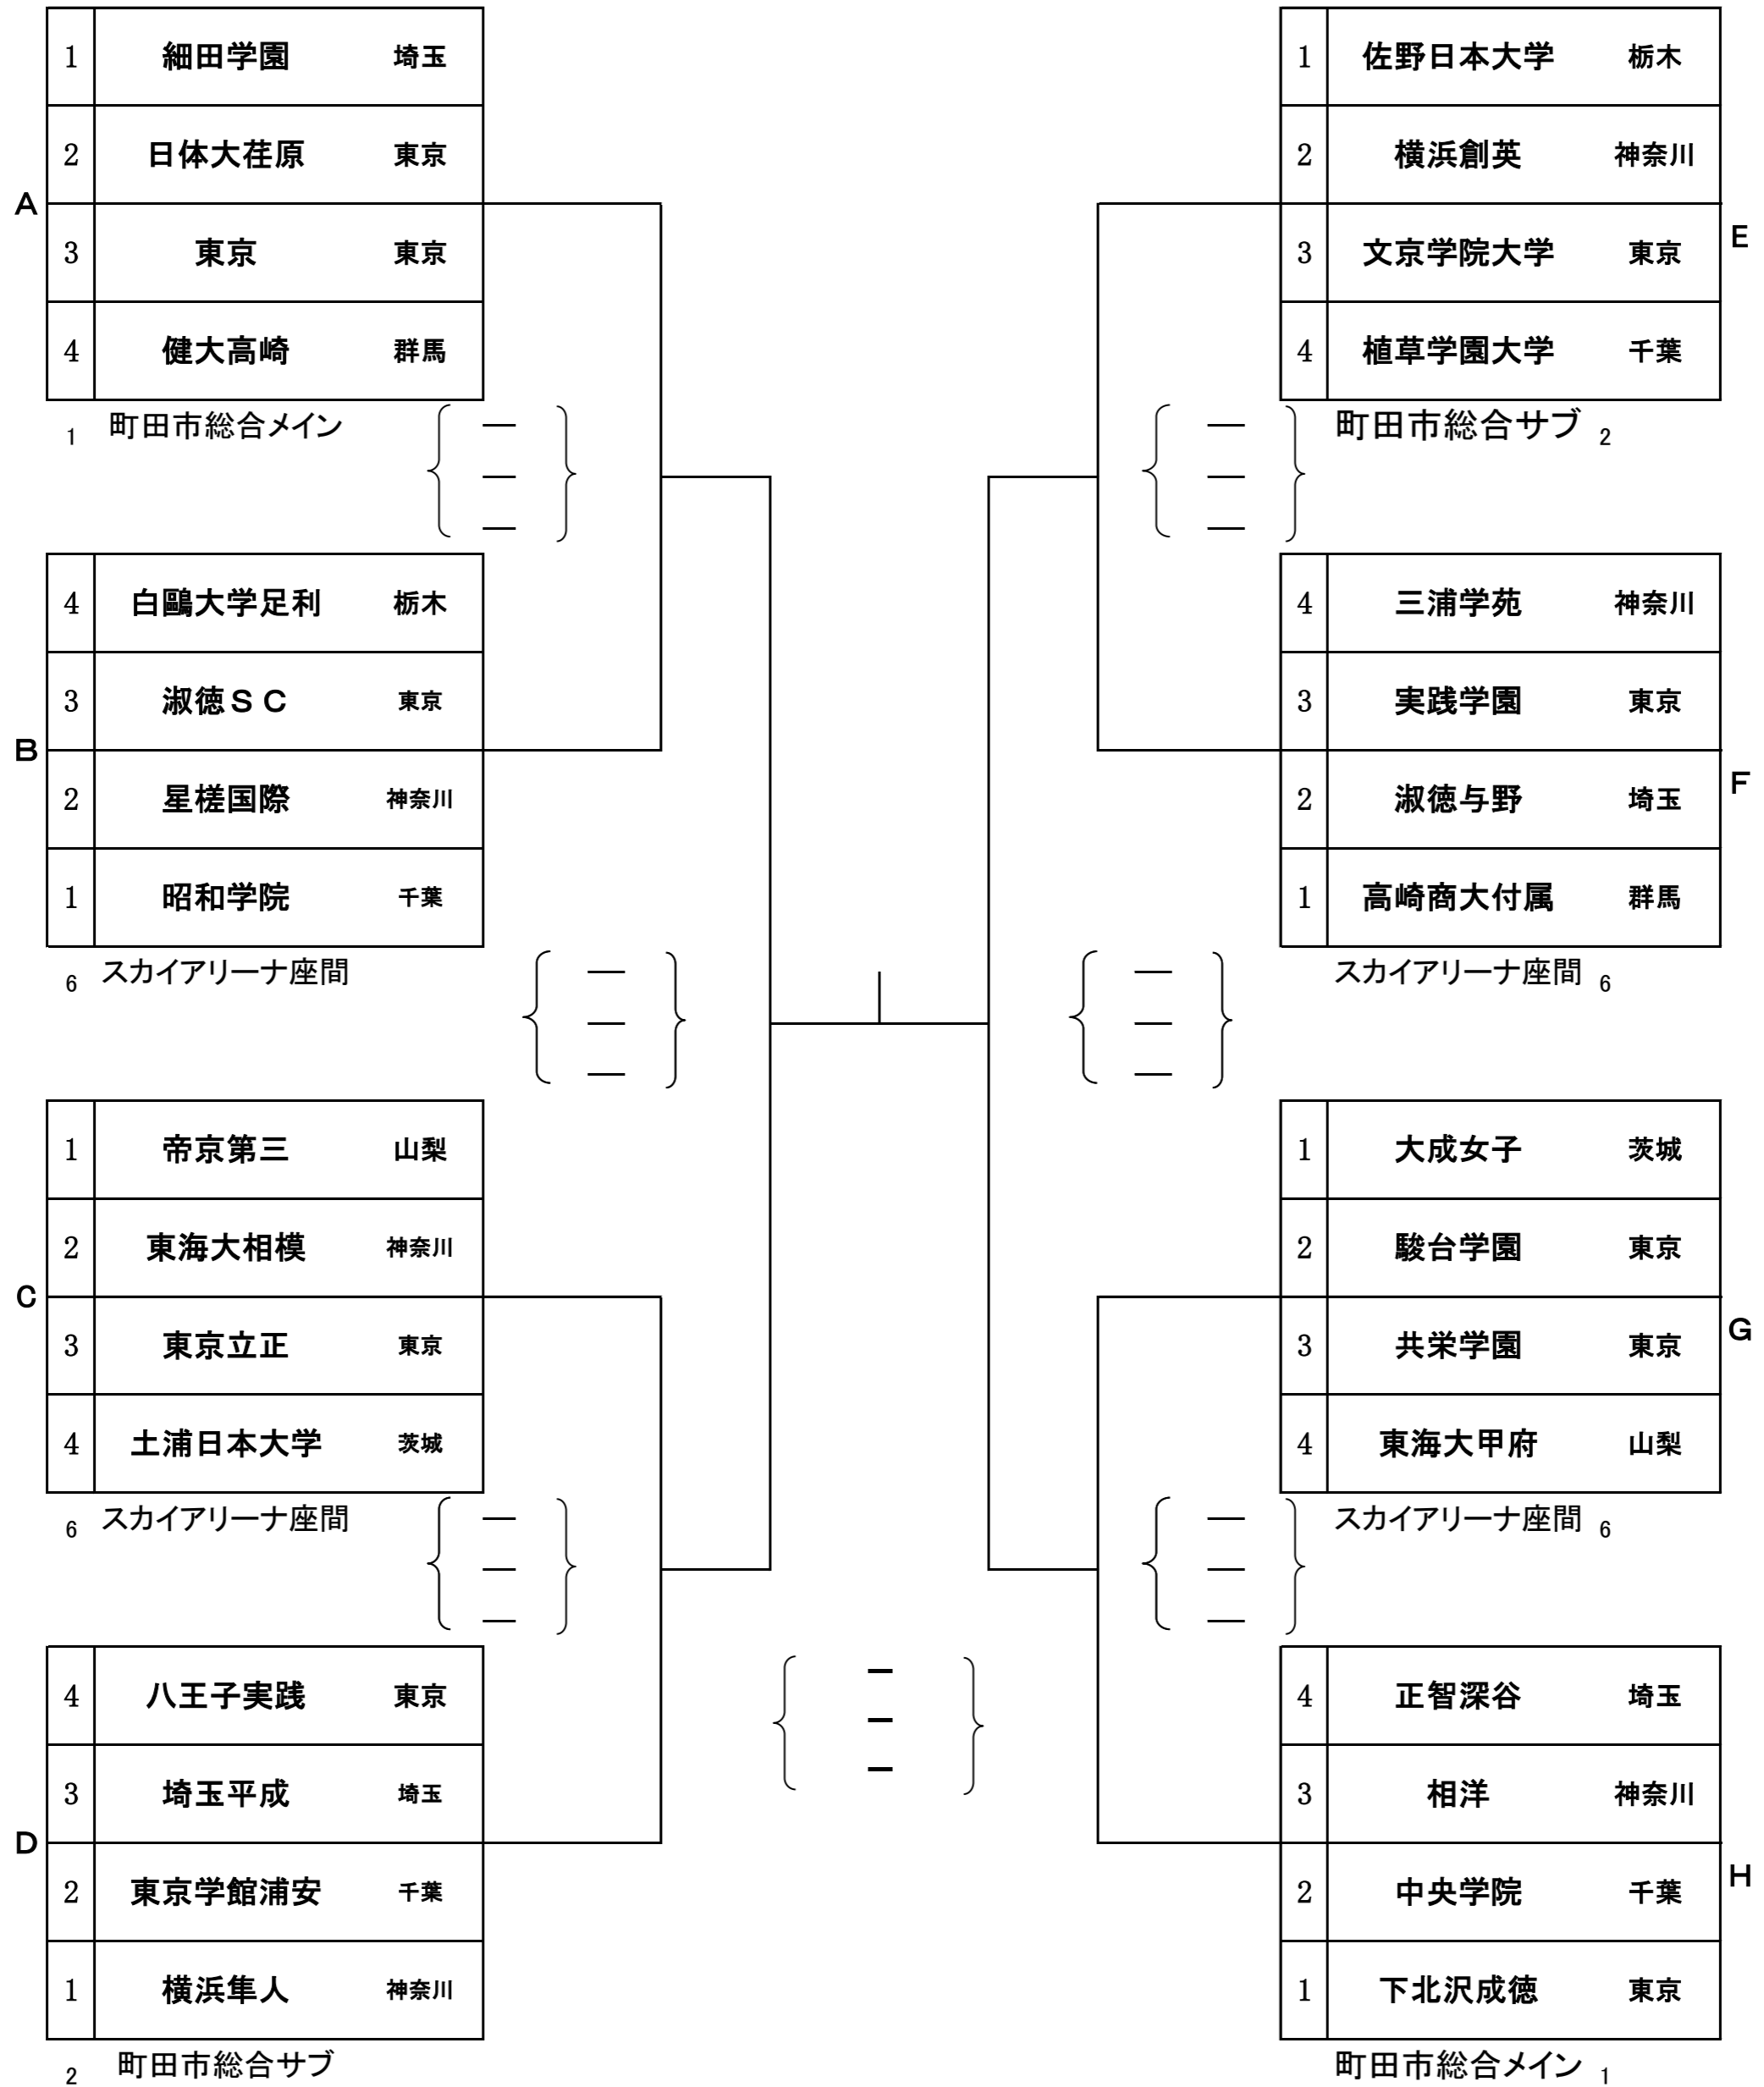 A
1 細田学園 埼玉
2 日体大荏原 東京
3 東京 東京
4 健大高崎 群馬
1 町田市総合メイン
B
4 白鷗大学足利 栃木
3 淑徳ＳＣ 東京
2 星槎国際 神奈川
1 昭和学院 千葉
6 スカイアリーナ座間
C
1 帝京第三 山梨
2 東海大相模 神奈川
3 東京立正 東京
4 土浦日本大学 茨城
6 スカイアリーナ座間
D
4 八王子実践 東京
3 埼玉平成 埼玉
2 東京学館浦安 千葉
1 横浜隼人 神奈川
2 町田市総合サブ
E
1 佐野日本大学 栃木
2 横浜創英 神奈川
3 文京学院大学 東京
4 植草学園大学 千葉
町田市総合サブ 2
F
4 三浦学苑 神奈川
3 実践学園 東京
2 淑徳与野 埼玉
1 高崎商大付属 群馬
スカイアリーナ座間 6
G
1 大成女子 茨城
2 駿台学園 東京
3 共栄学園 東京
4 東海大甲府 山梨
スカイアリーナ座間 6
H
4 正智深谷 埼玉
3 相洋 神奈川
2 中央学院 千葉
1 下北沢成徳 東京
町田市総合メイン 1